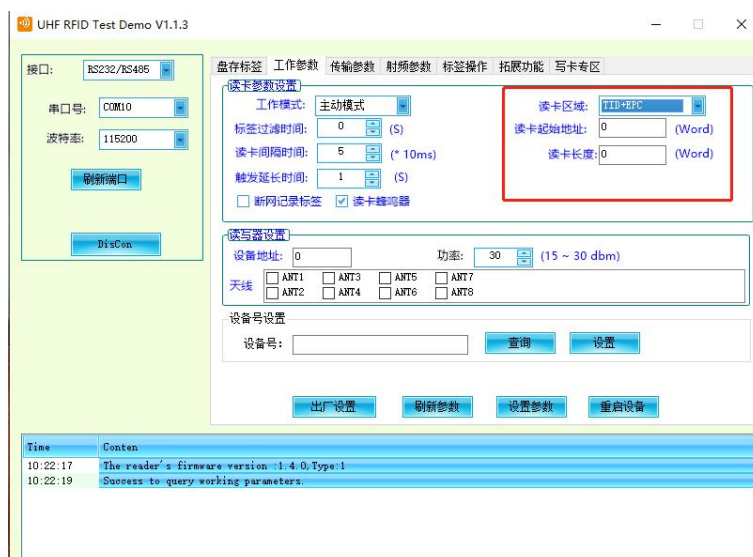 UHF RFID Test Demo V1.1.3
接口: RS232/RS485
串口号: COM10
波特率: 115200
刷新端口
DisCon
盘存标签 工作参数 传输参数 射频参数 标签操作 拓展功能 写卡专区
读卡参数设置
工作模式: 主动模式
标签过滤时间: 0 (S)
读卡间隔时间: 5 (* 10ms)
触发延长时间: 1 (S)
断网记录标签 读卡蜂鸣器
读卡区域: TID+EPC
读卡起始地址: 0 (Word)
读卡长度: 0 (Word)
读写器设置
设备地址: 0 功率: 30 (15 ~ 30 dbm)
天线
ANT1 ANT3 ANT5 ANT7
ANT2 ANT4 ANT6 ANT8
设备号设置
设备号: 查询 设置
出厂设置 刷新参数 设置参数 重启设备
Time Conten
10:22:17 The reader's firmware version :1.4.0,Type:1
10:22:19 Success to query working parameters.